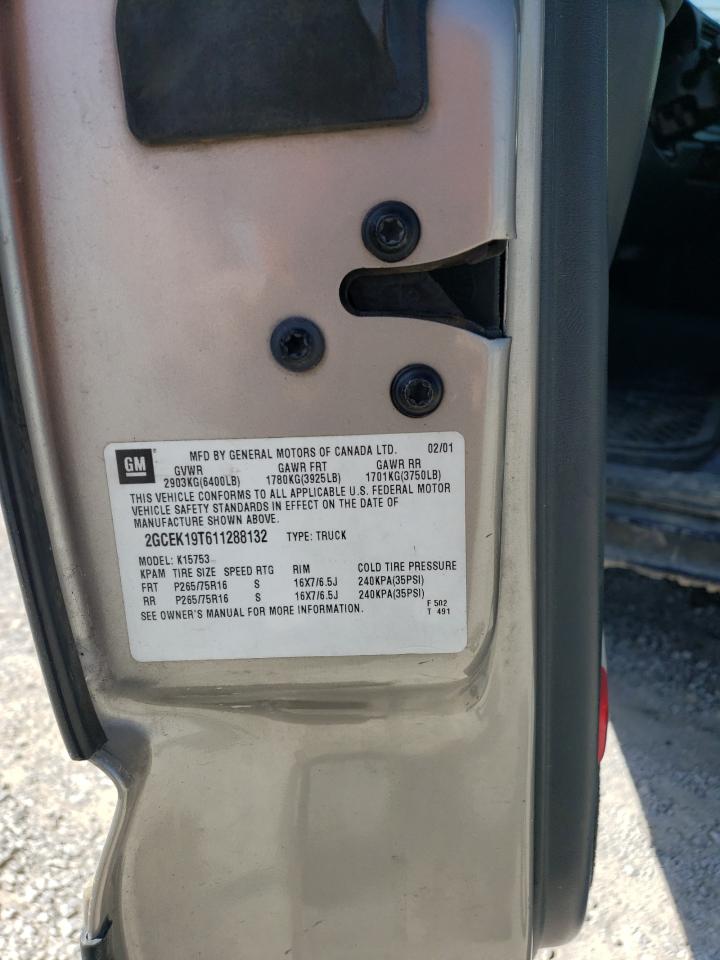 GM
MFD BY GENERAL MOTORS OF CANADA LTD. 02/01
GVWR GAWR FRT GAWR RR
2903KG(6400LB) 1780KG(3925LB) 1701KG(3750LB)
THIS VEHICLE CONFORMS TO ALL APPLICABLE U.S. FEDERAL MOTOR
VEHICLE SAFETY STANDARDS IN EFFECT ON THE DATE OF
MANUFACTURE SHOWN ABOVE.
2GCEK19T611288132 TYPE: TRUCK
MODEL: K15753
KPAM TIRE SIZE SPEED RTG RIM COLD TIRE PRESSURE
FRT P265/75R16 S 16X7/6.5J 240KPA(35PSI)
RR P265/75R16 S 16X7/6.5J 240KPA(35PSI)
SEE OWNER'S MANUAL FOR MORE INFORMATION.
F 502
T 491